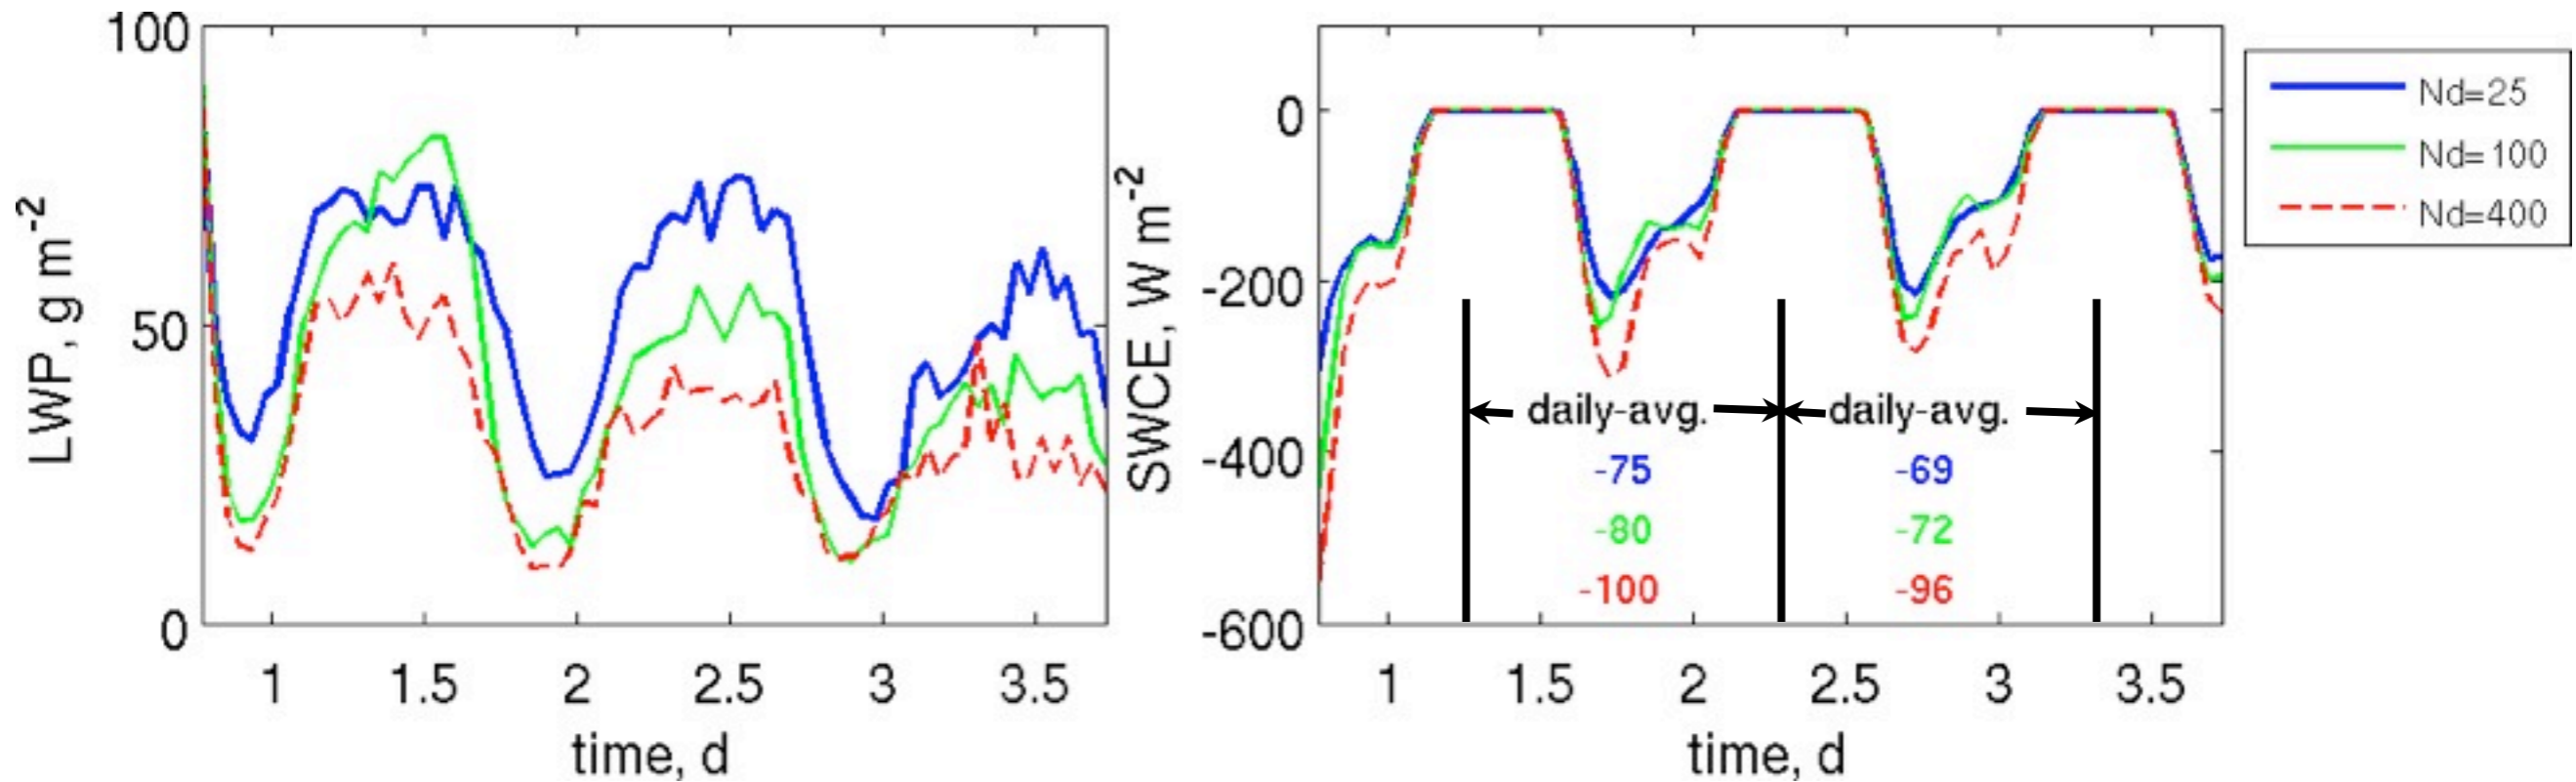 100
50
0
LWP, g m-2
1 1.5 2 2.5 3 3.5
time, d
0
-200
-400
-600
SWCE, W m-2
daily-avg. daily-avg.
-75 -69
-80 -72
-100 -96
1 1.5 2 2.5 3 3.5
time, d
Nd=25
Nd=100
Nd=400